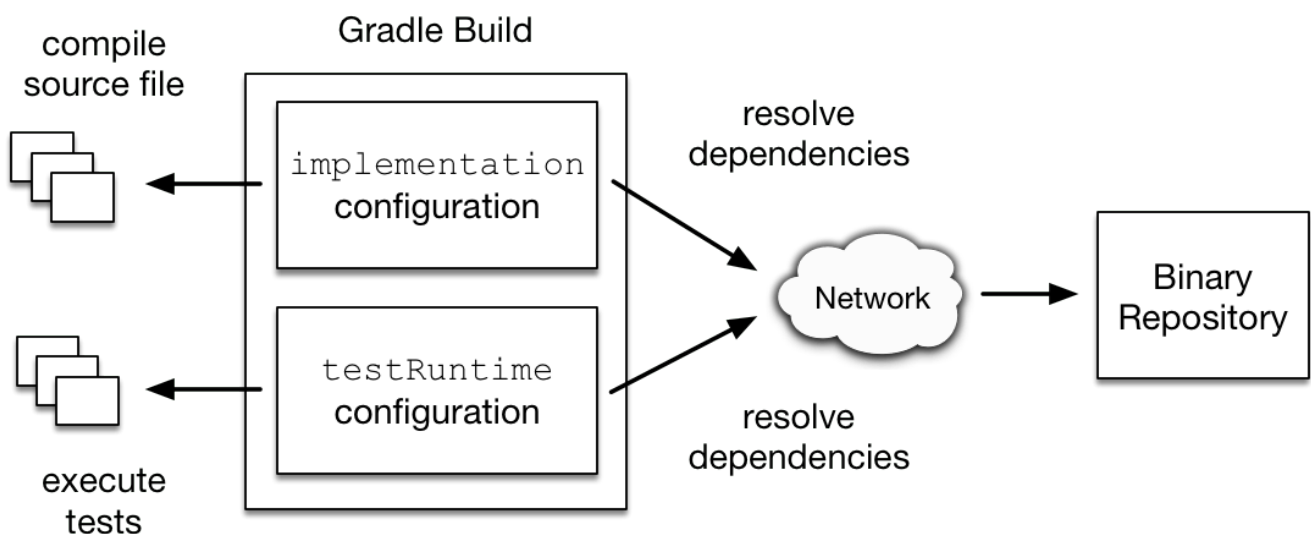 Gradle Build
compile
source file
implementation
configuration
resolve
dependencies
Network
Binary
Repository
testRuntime
configuration
resolve
dependencies
execute
tests